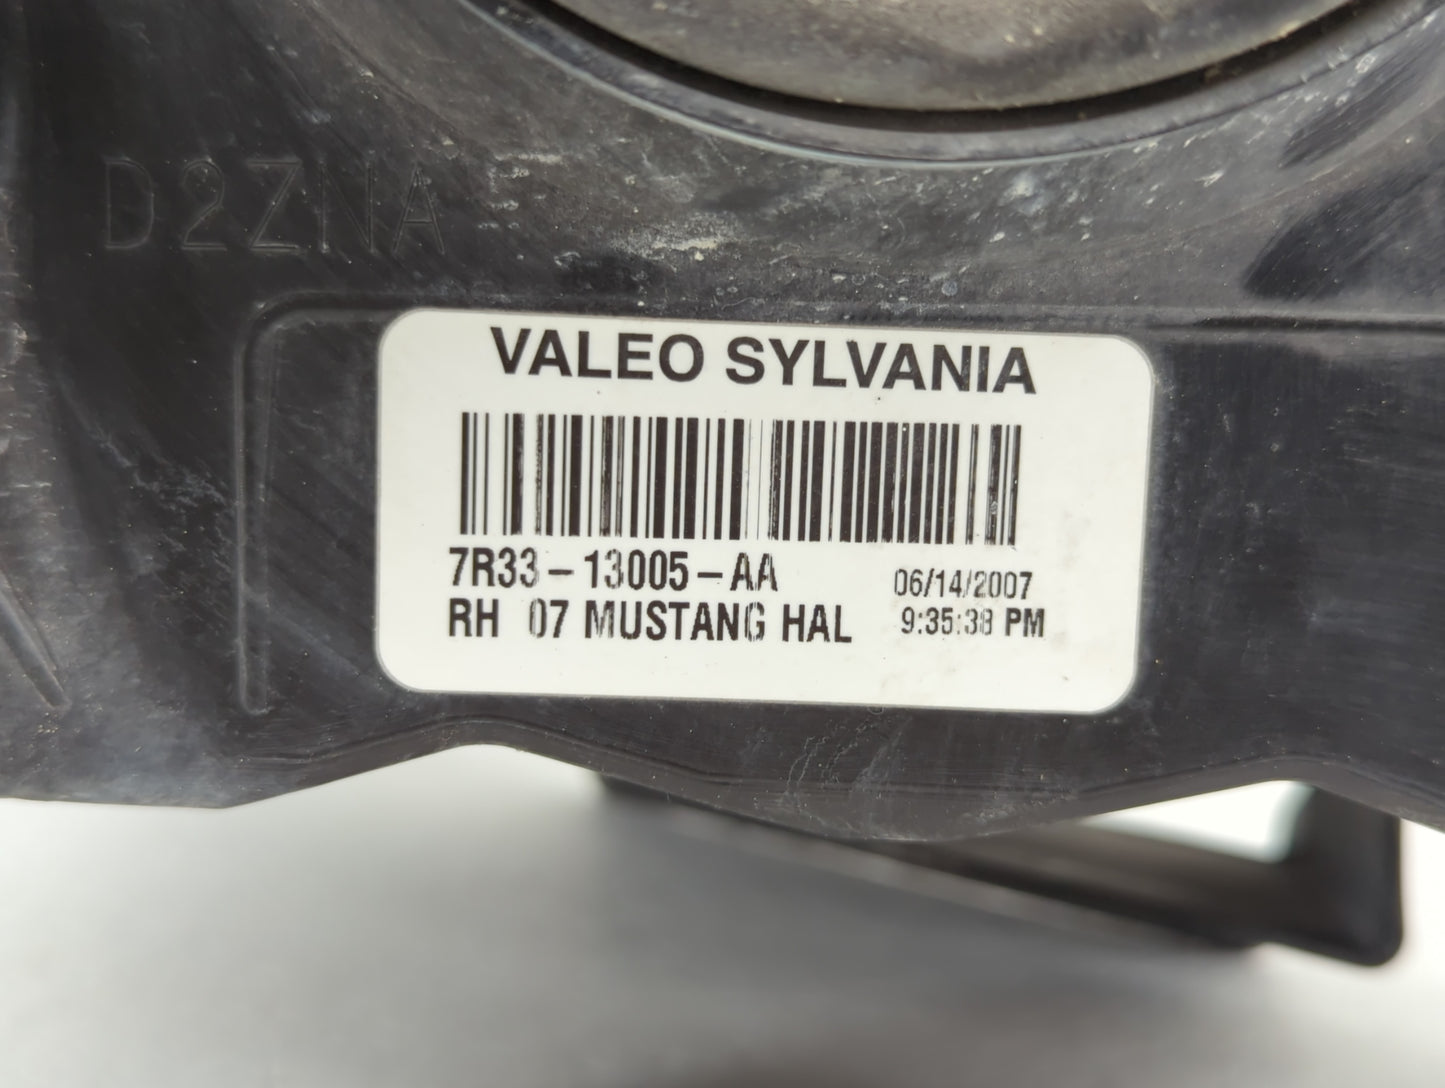 D2ZNA
VALEO SYLVANIA
7R33-13005-AA
06/14/2007
RH 07 MUSTANG HAL
9:35:38 PM